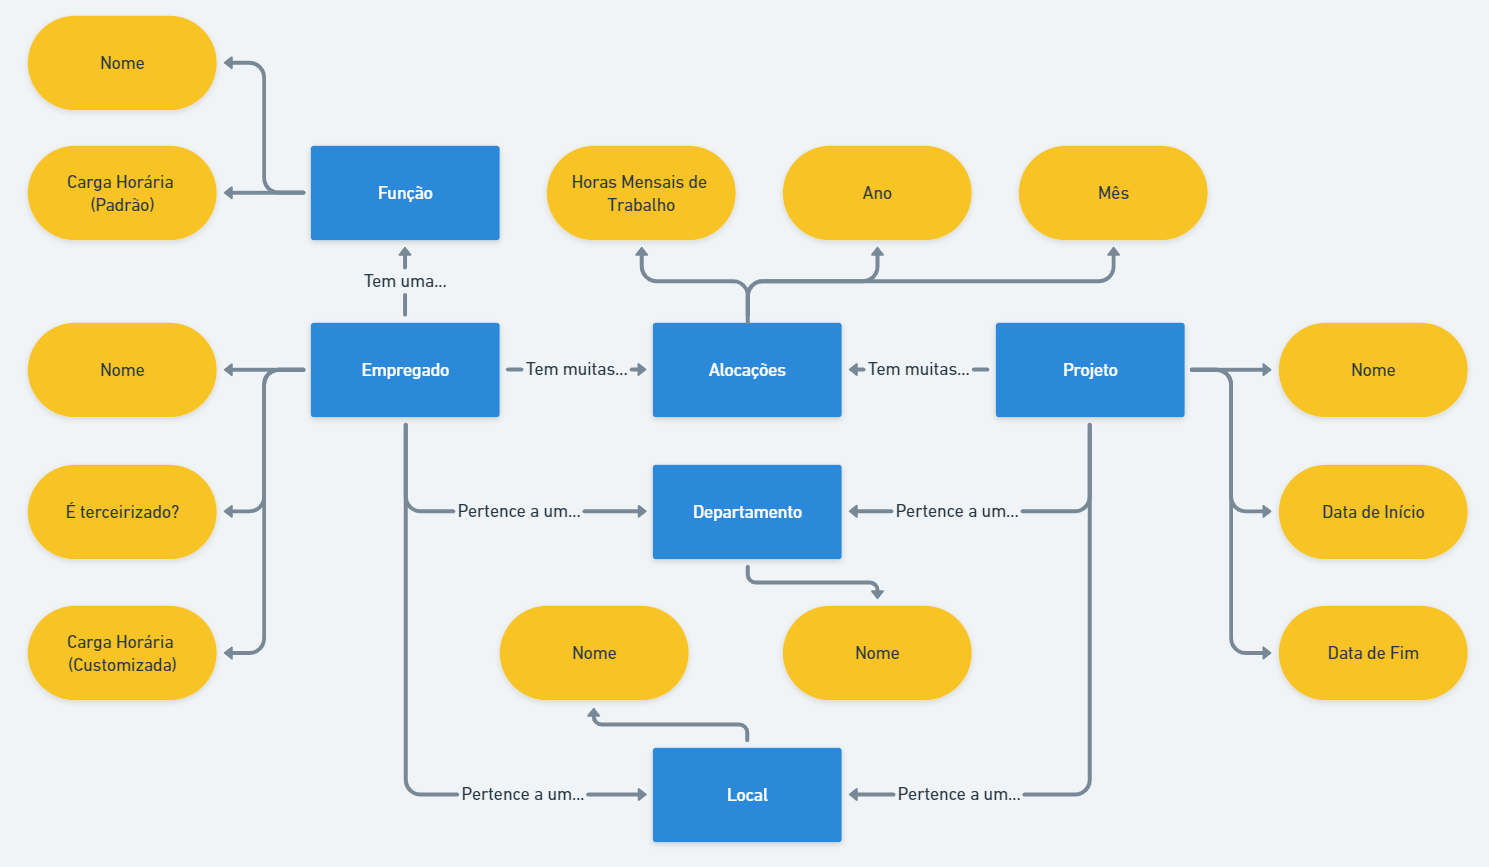 Nome
Carga Horária
(Padrão)
Função
Horas Mensais de
Trabalho
Ano
Mês
Tem uma...
Nome
Empregado
Tem muitas...
Alocações
Tem muitas...
Projeto
Nome
É terceirizado?
Pertence a um...
Departamento
Pertence a um...
Data de Início
Carga Horária
(Customizada)
Nome
Nome
Data de Fim
Pertence a um...
Local
Pertence a um...